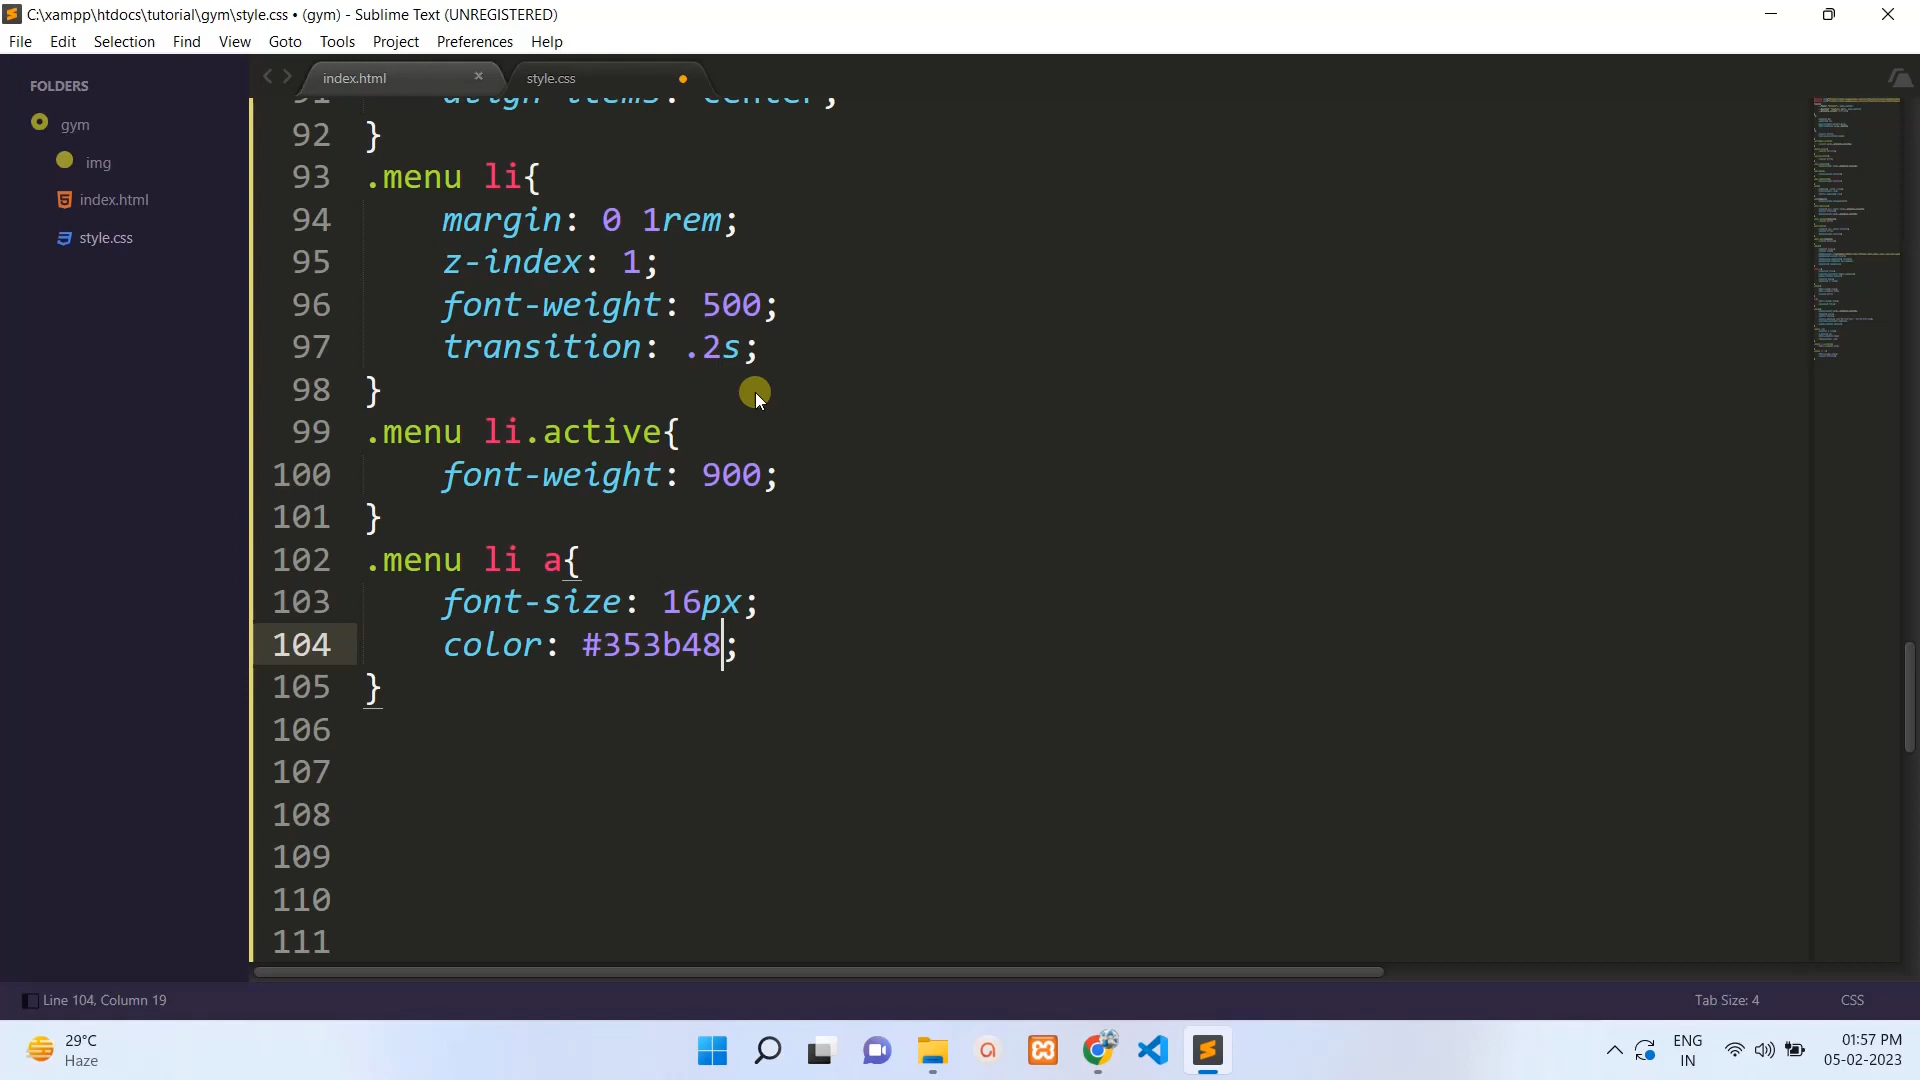 C:\xampp\htdocs\tutorial\gym\style.css • (gym) - Sublime Text (UNREGISTERED)
File Edit Selection Find View Goto Tools Project Preferences Help
FOLDERS
gym
img
index.html
style.css
index.html × style.css
91 align-items: center;
92 }
93 .menu li{
94 margin: 0 1rem;
95 z-index: 1;
96 font-weight: 500;
97 transition: .2s;
98 }
99 .menu li.active{
100 font-weight: 900;
101 }
102 .menu li a{
103 font-size: 16px;
104 color: #353b48;
105 }
106
107
108
109
110
111
Line 104, Column 19 Tab Size: 4 CSS
29°C
Haze
ENG
IN
01:57 PM
05-02-2023